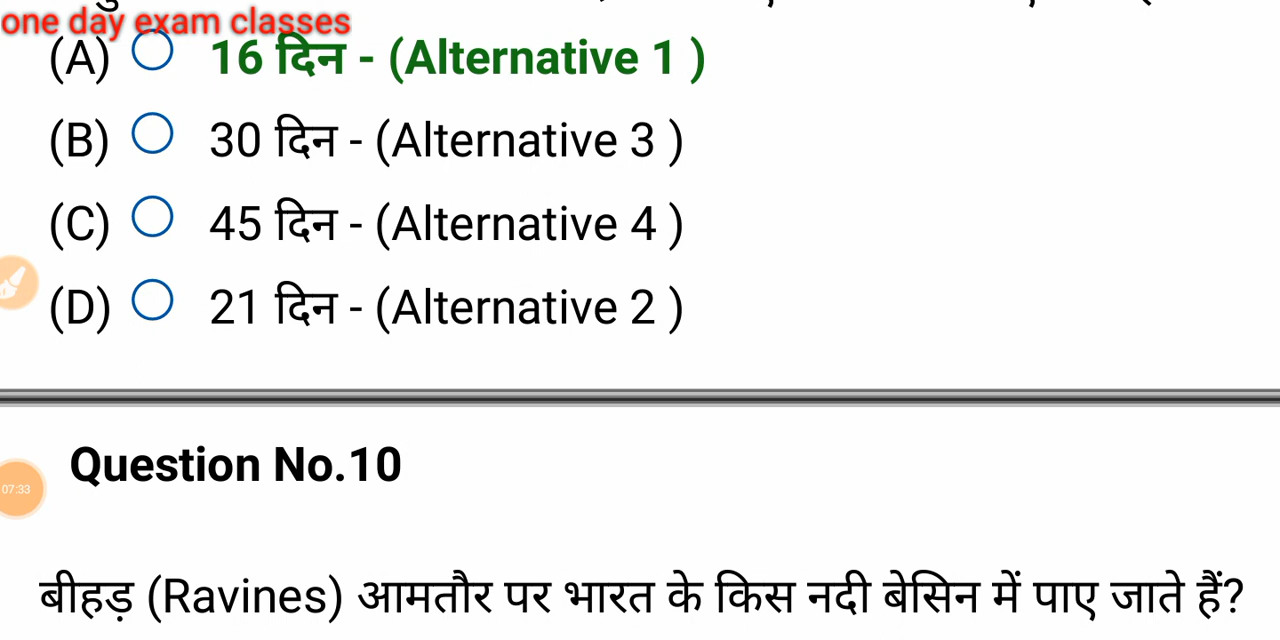 one day exam classes
(A) 16 दिन - (Alternative 1 )
(B) 30 दिन - (Alternative 3 )
(C) 45 दिन - (Alternative 4 )
(D) 21 दिन - (Alternative 2 )
Question No.10
07:33
बीहड़ (Ravines) आमतौर पर भारत के किस नदी बेसिन में पाए जाते हैं?